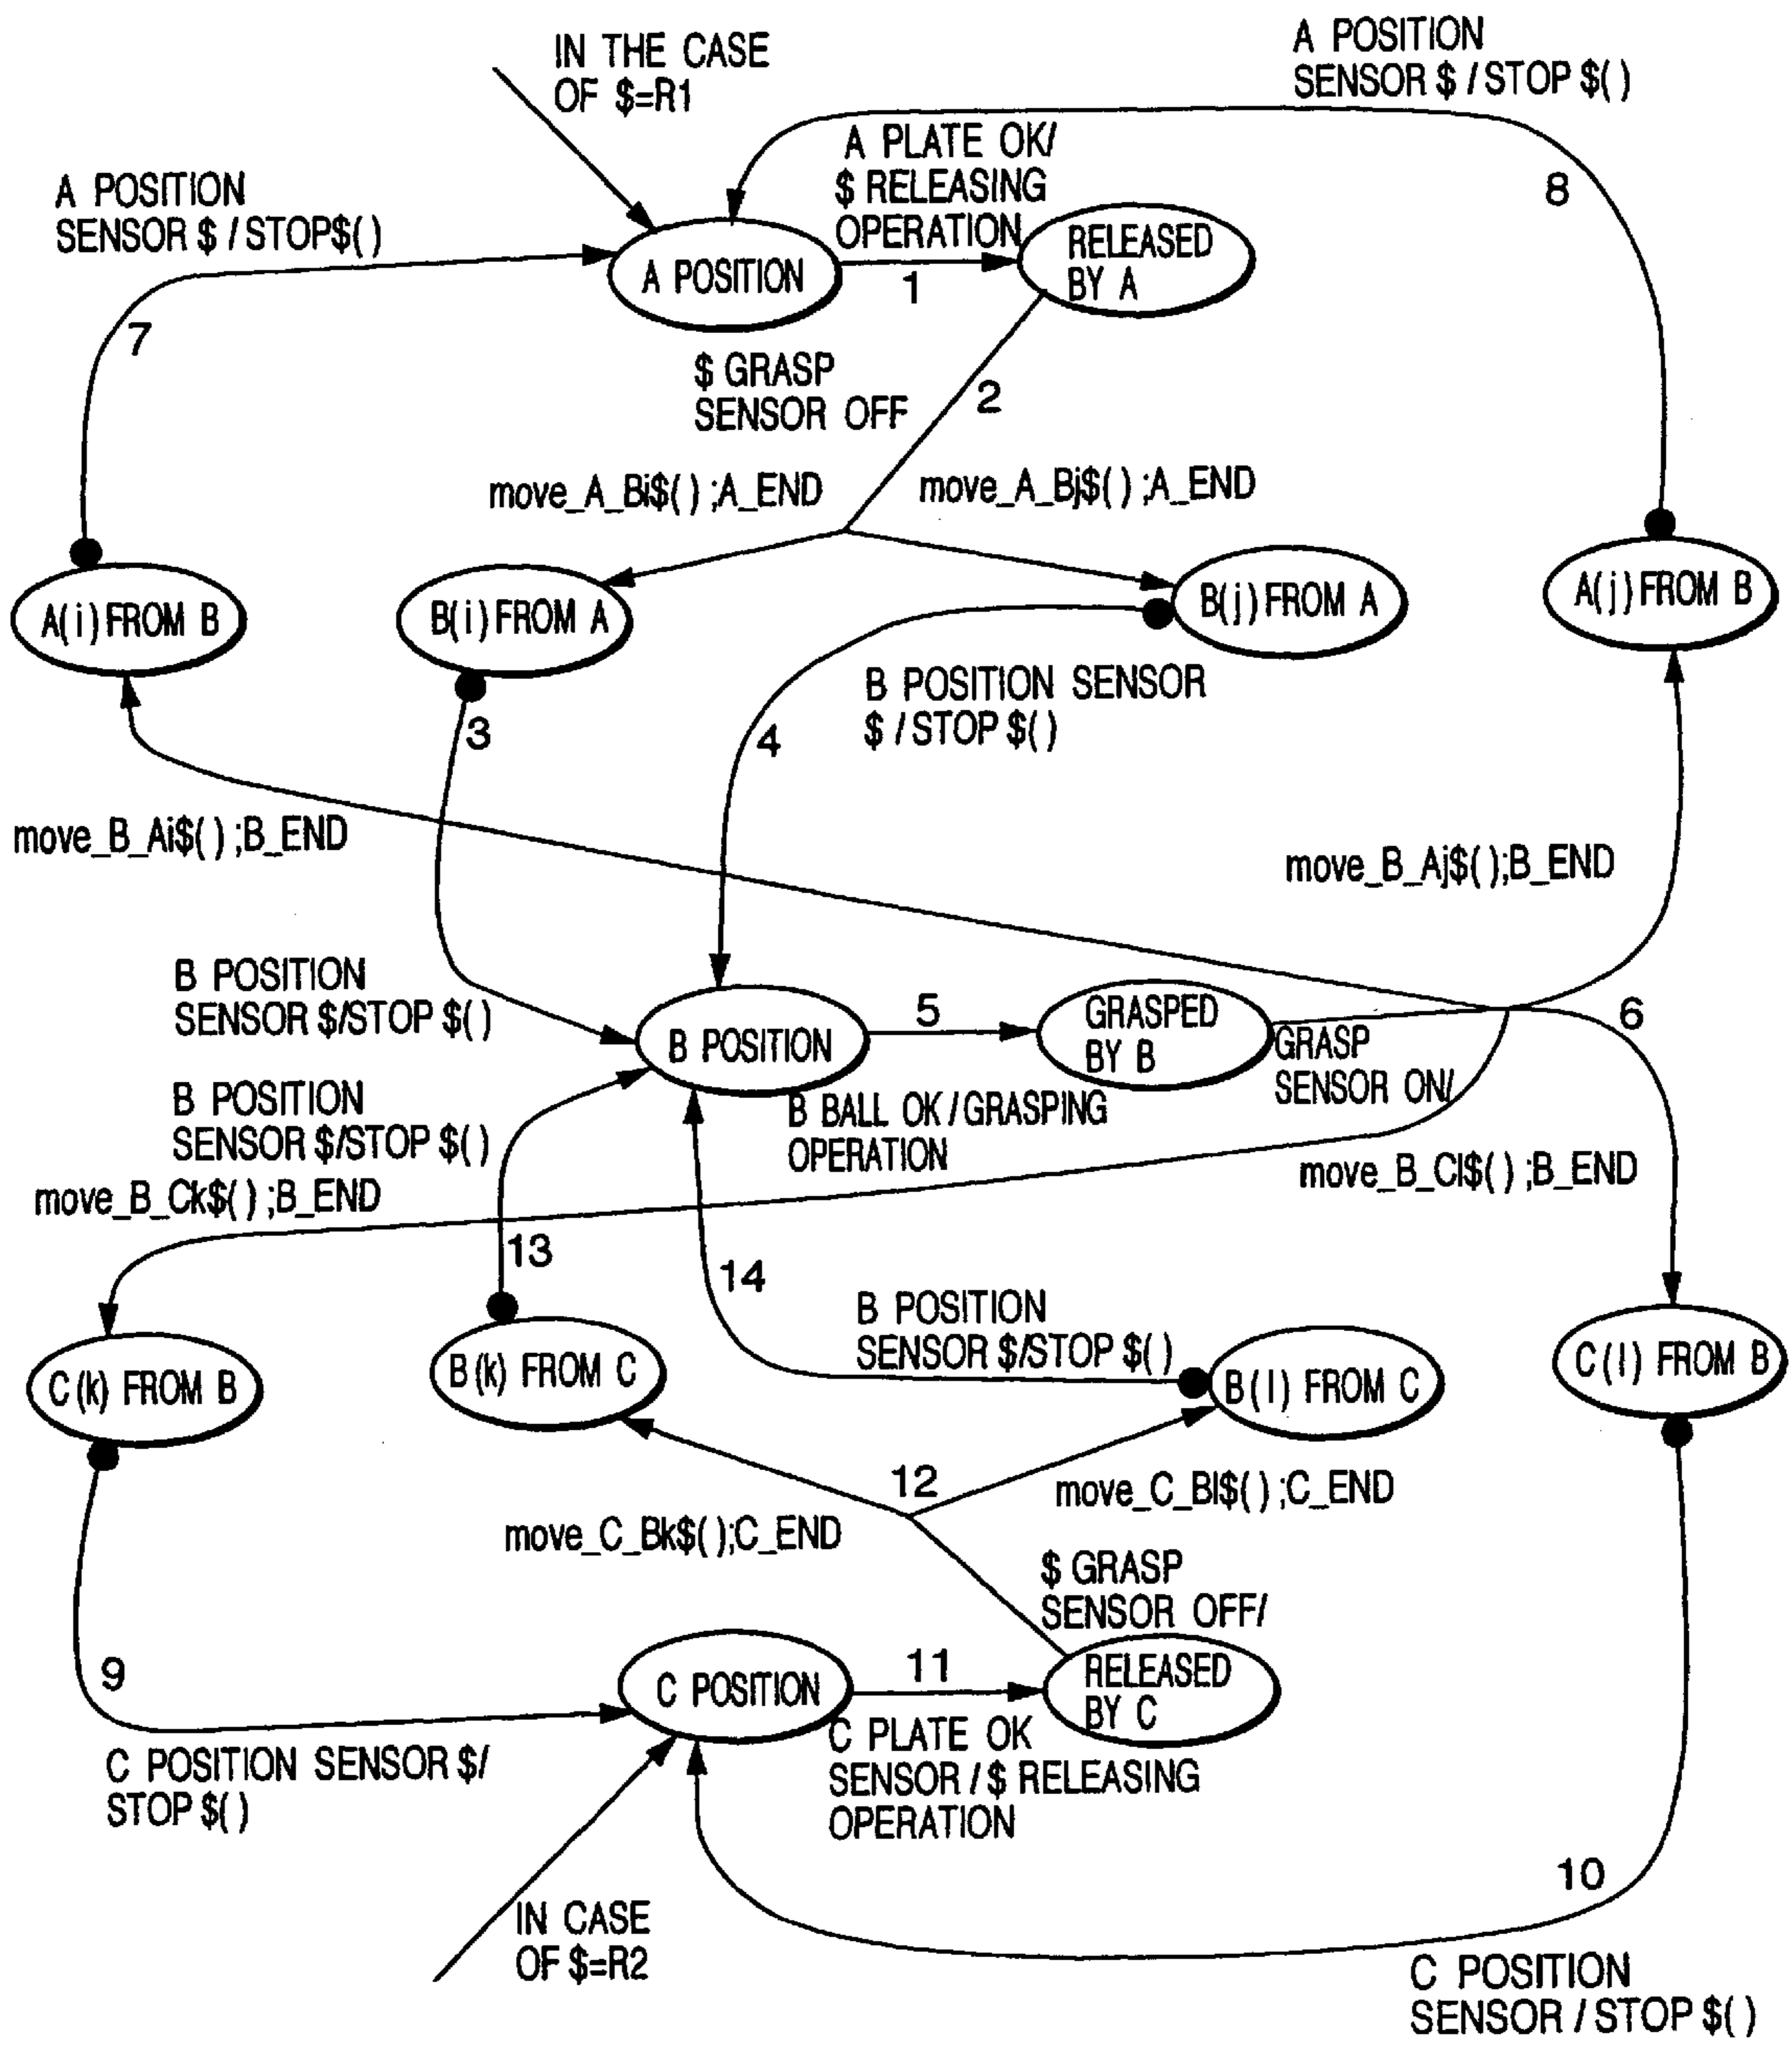 IN THE CASE
OF $=R1
A POSITION
SENSOR $ / STOP $( )
A PLATE OK/
$ RELEASING
OPERATION
8
A POSITION
SENSOR $ / STOP$( )
A POSITION
1
RELEASED
BY A
7
$ GRASP
SENSOR OFF
2
move_A_Bi$( ) ;A_END
move_A_Bj$( ) ;A_END
A( i ) FROM B
B( i ) FROM A
B( j ) FROM A
A( j ) FROM B
3
4
B POSITION SENSOR
$ / STOP $( )
move_B_Ai$( ) ;B_END
move_B_Aj$( ) ;B_END
B POSITION
SENSOR $/STOP $( )
B POSITION
5
GRASPED
BY B
6
GRASP
SENSOR ON/
B POSITION
SENSOR $/STOP $( )
B BALL OK / GRASPING
OPERATION
move_B_Ck$( ) ;B_END
move_B_Cl$( ) ;B_END
13
14
B POSITION
SENSOR $/STOP $( )
C (k) FROM B
B (k) FROM C
B( l ) FROM C
C( l ) FROM B
12
move_C_Bl$( ) ;C_END
move_C_Bk$( );C_END
$ GRASP
SENSOR OFF/
9
C POSITION
11
RELEASED
BY C
C POSITION SENSOR $/
STOP $( )
C PLATE OK
SENSOR / $ RELEASING
OPERATION
10
IN CASE
OF $=R2
C POSITION
SENSOR / STOP $( )